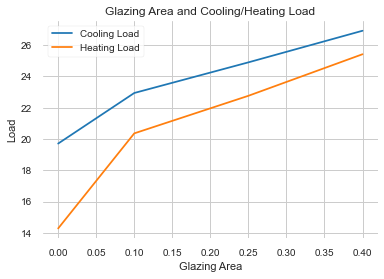 Glazing Area and Cooling/Heating Load
Cooling Load
Heating Load
26
24
22
20
18
16
14
Load
0.00 0.05 0.10 0.15 0.20 0.25 0.30 0.35 0.40
Glazing Area